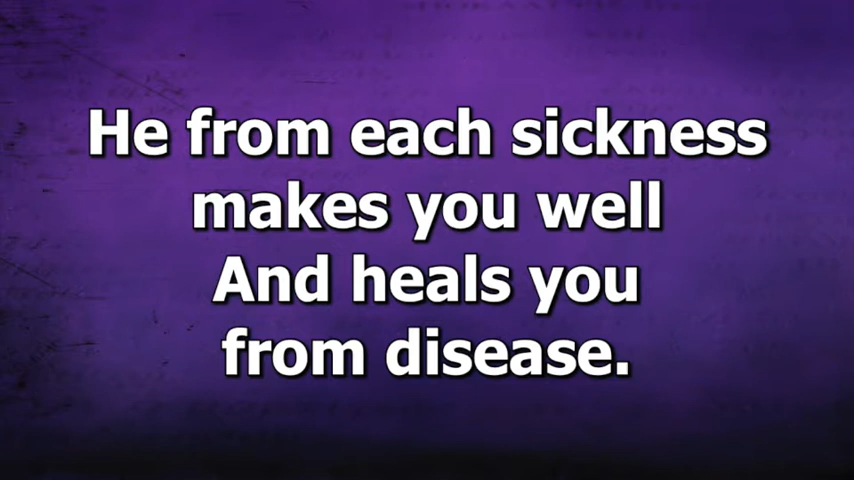 He from each sickness
makes you well
And heals you
from disease.